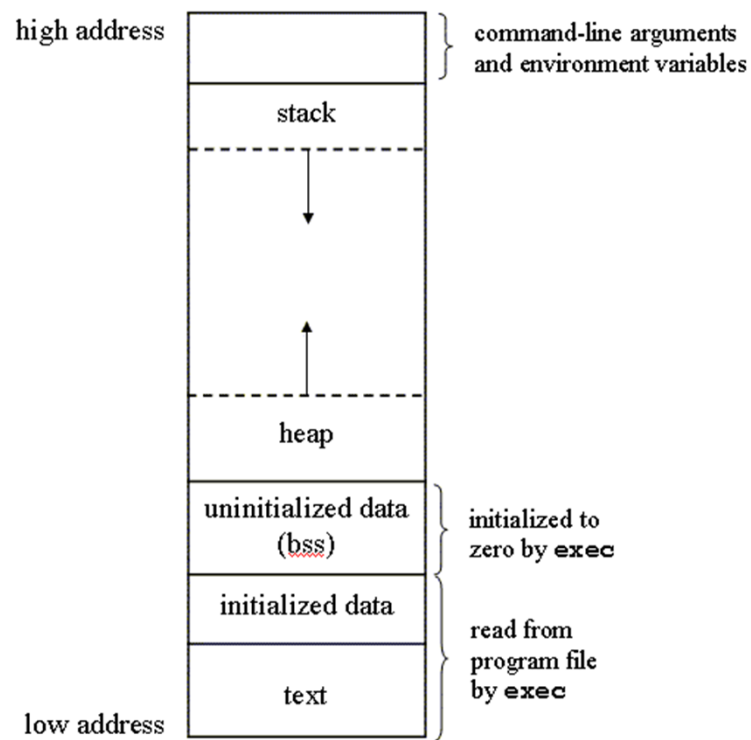 high address
command-line arguments
and environment variables
stack
heap
uninitialized data
(bss)
initialized to
zero by exec
initialized data
read from
program file
by exec
text
low address